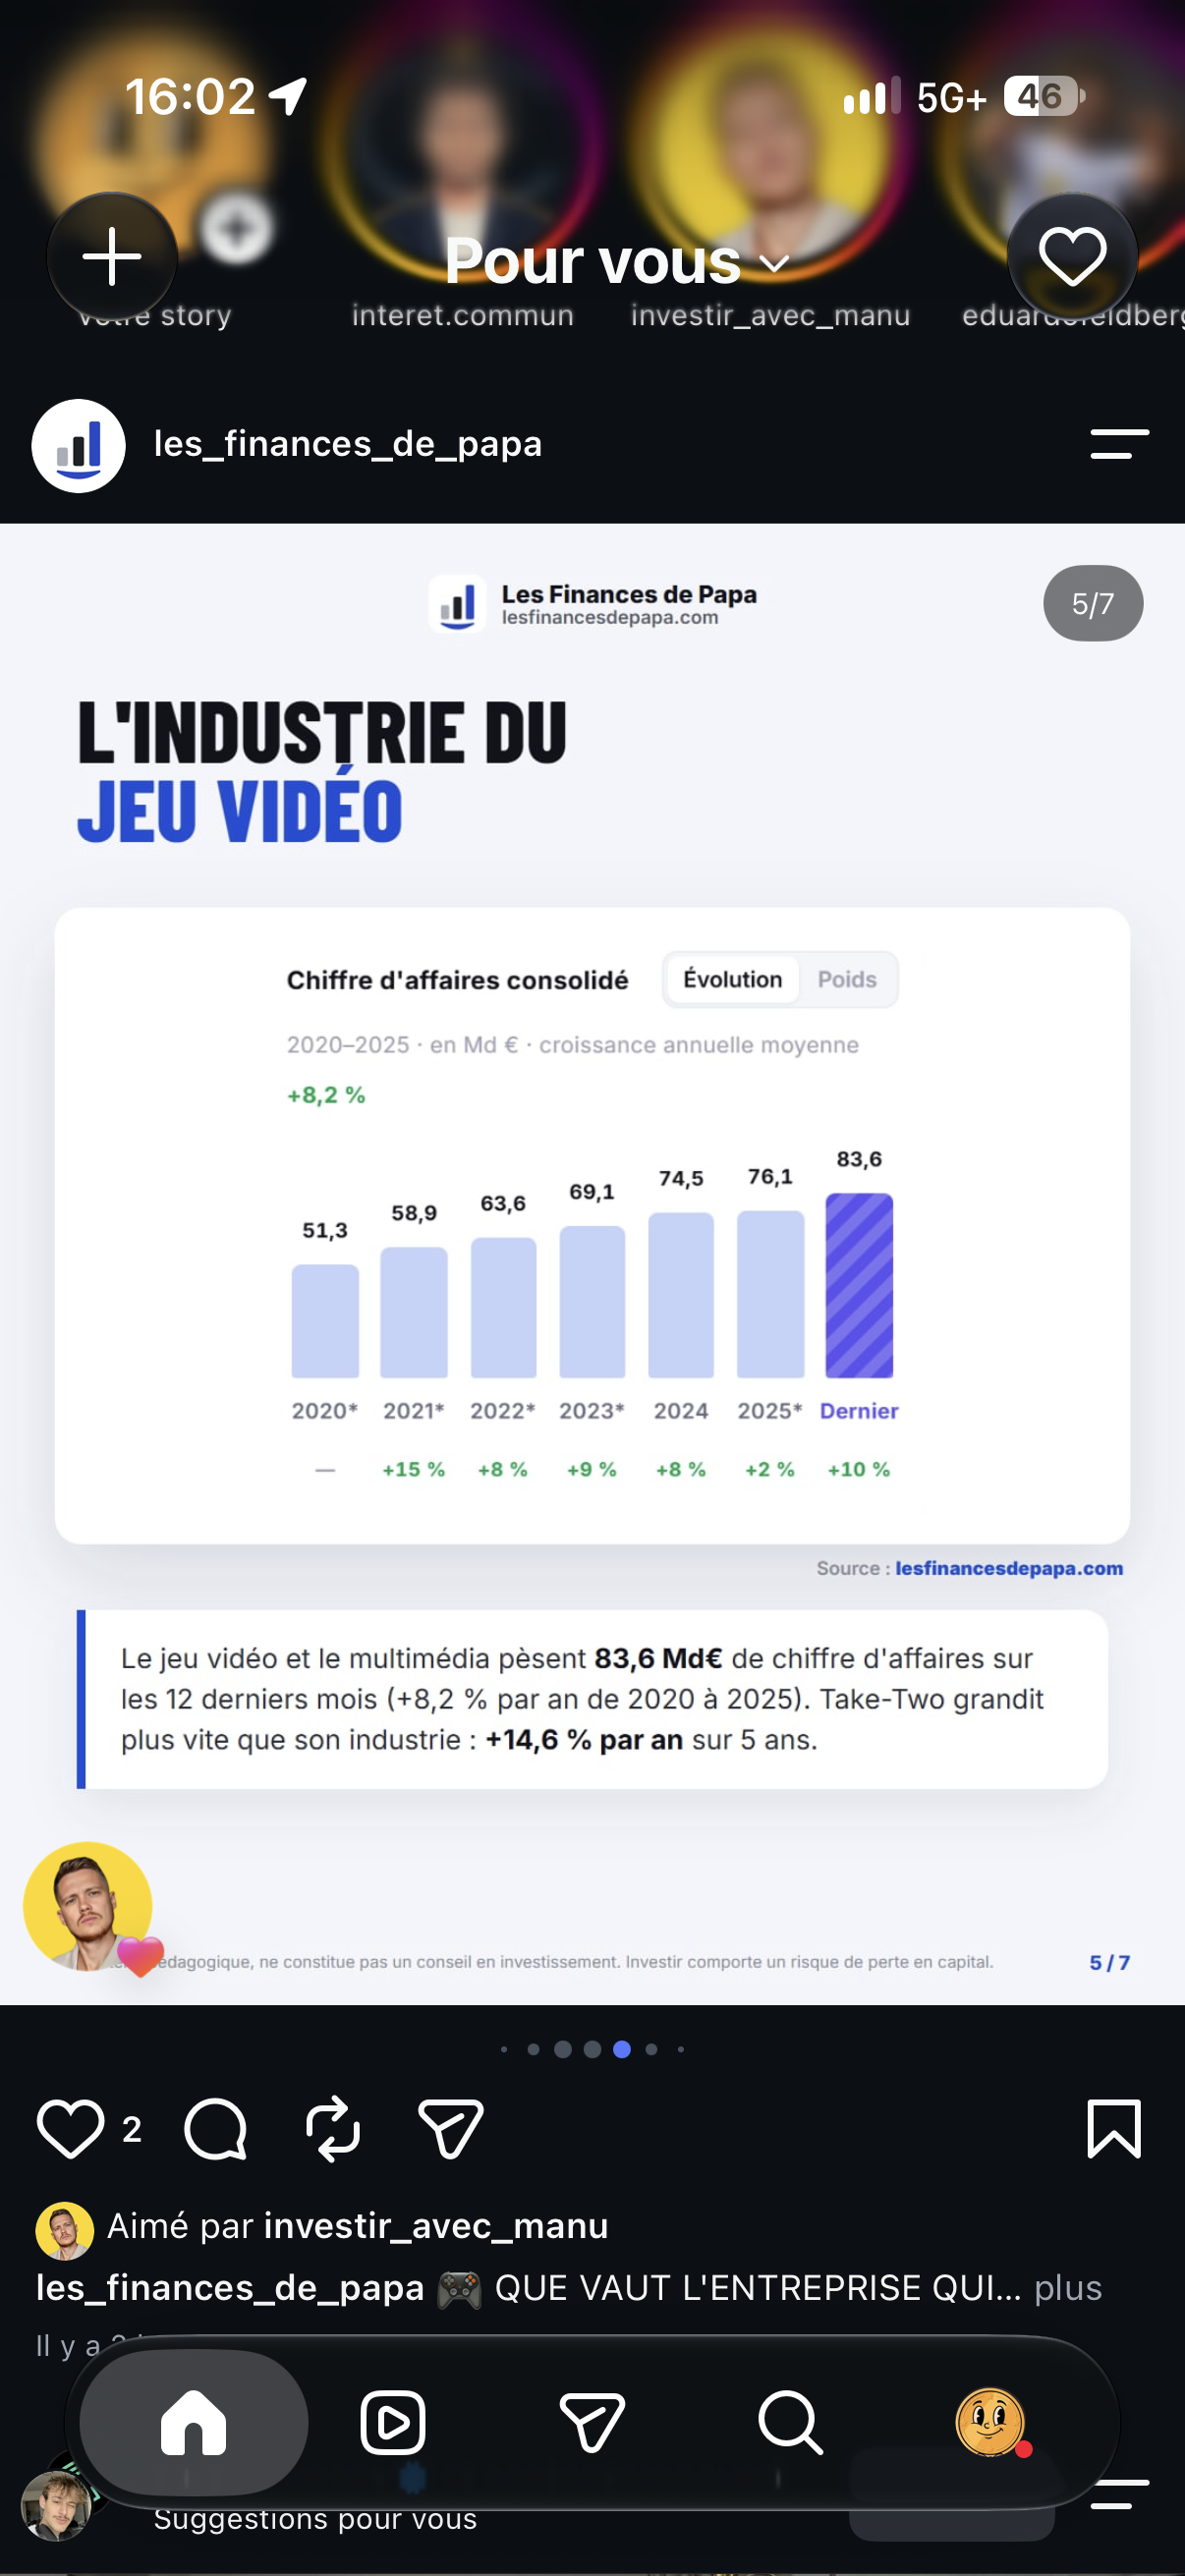 16:02
5G+
46
Pour vous
votre story
interet.commun
investir_avec_manu
les_finances_de_papa
Les Finances de Papa
lesfinancesdepapa.com
5/7
L'INDUSTRIE DU
JEU VIDÉO
Chiffre d'affaires consolidé
Évolution
Poids
2020–2025 · en Md € · croissance annuelle moyenne
+8,2 %
51,3
58,9
63,6
69,1
74,5
76,1
83,6
2020*
2021*
2022*
2023*
2024
2025*
Dernier
—
+15 %
+8 %
+9 %
+8 %
+2 %
+10 %
Source : lesfinancesdepapa.com
Le jeu vidéo et le multimédia pèsent 83,6 Md€ de chiffre d'affaires sur
les 12 derniers mois (+8,2 % par an de 2020 à 2025). Take-Two grandit
plus vite que son industrie : +14,6 % par an sur 5 ans.
ne constitue pas un conseil en investissement. Investir comporte un risque de perte en capital.
5 / 7
2
Aimé par investir_avec_manu
les_finances_de_papa 🎮 QUE VAUT L'ENTREPRISE QUI... plus
Il y a
Suggestions pour vous